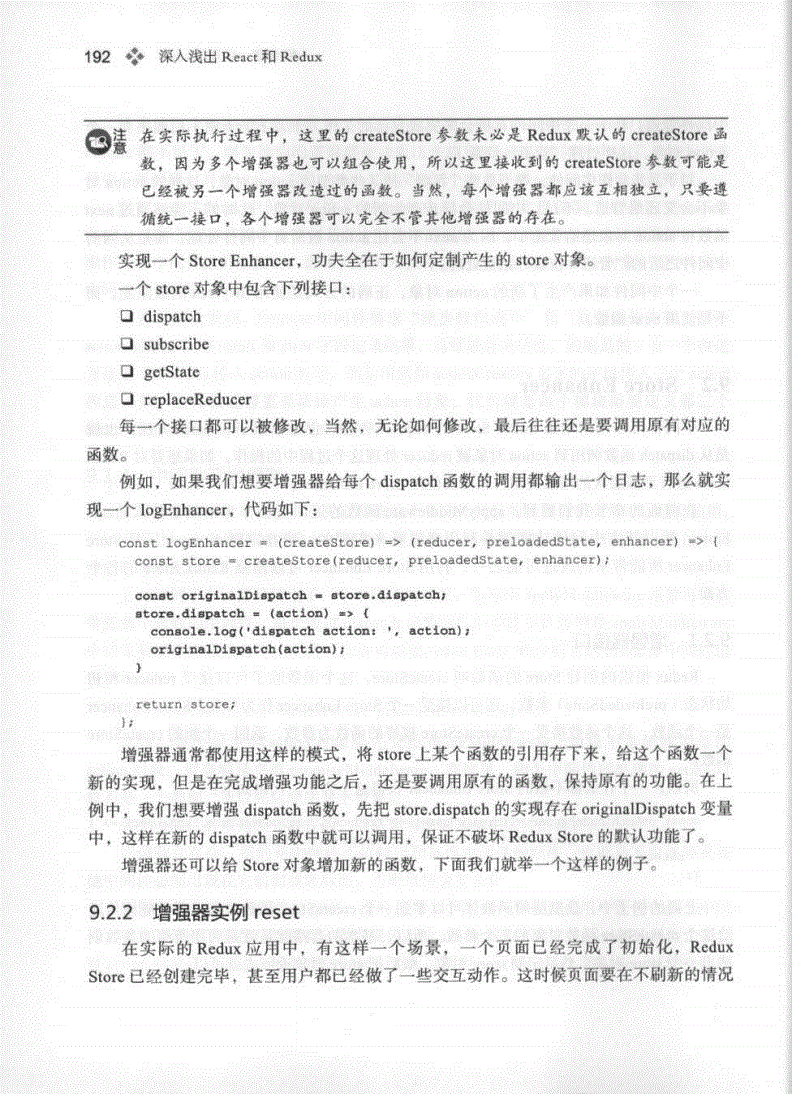 192 深入浅出 React 和 Redux
注意 在实际执行过程中，这里的 createStore 参数未必是 Redux 默认的 createStore 函
数，因为多个增强器也可以组合使用，所以这里接收到的 createStore 参数可能是
已经被另一个增强器改造过的函数。当然，每个增强器都应该互相独立，只要遵
循统一接口，各个增强器可以完全不管其他增强器的存在。
实现一个 Store Enhancer，功夫全在于如何定制产生的 store 对象。
一个 store 对象中包含下列接口：
❑ dispatch
❑ subscribe
❑ getState
❑ replaceReducer
每一个接口都可以被修改，当然，无论如何修改，最后往往还是要调用原有对应的
函数。
例如，如果我们想要增强器给每个 dispatch 函数的调用都输出一个日志，那么就实
现一个 logEnhancer，代码如下：
const logEnhancer = (createStore) => (reducer, preloadedState, enhancer) => {
const store = createStore(reducer, preloadedState, enhancer);
const originalDispatch = store.dispatch;
store.dispatch = (action) => {
console.log('dispatch action: ', action);
originalDispatch(action);
}
return store;
};
增强器通常都使用这样的模式，将 store 上某个函数的引用存下来，给这个函数一个
新的实现，但是在完成增强功能之后，还是要调用原有的函数，保持原有的功能。在上
例中，我们想要增强 dispatch 函数，先把 store.dispatch 的实现存在 originalDispatch 变量
中，这样在新的 dispatch 函数中就可以调用，保证不破坏 Redux Store 的默认功能了。
增强器还可以给 Store 对象增加新的函数，下面我们就举一个这样的例子。
9.2.2 增强器实例 reset
在实际的 Redux 应用中，有这样一个场景，一个页面已经完成了初始化，Redux
Store 已经创建完毕，甚至用户都已经做了一些交互动作。这时候页面要在不刷新的情况